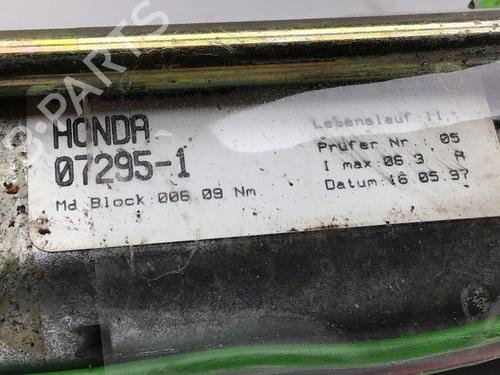 B-PARTS
HONDA
07295-1
Md Block 006.09 Nm
Lebenslauf 11.
Prüfer Nr. 05
I max 06.3 A
Datum 16 05.97